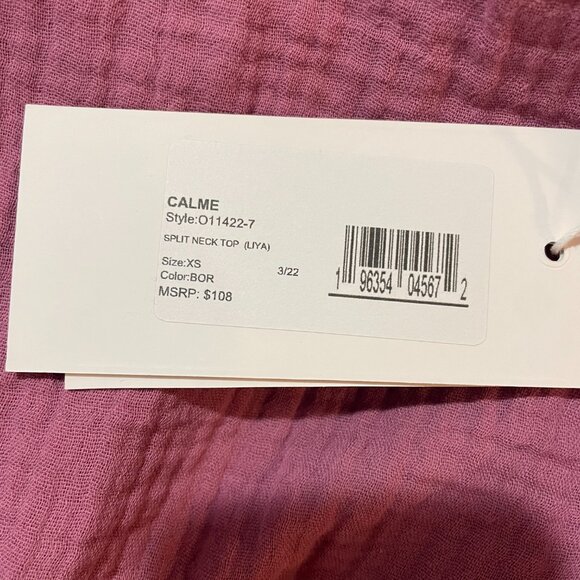 CALME
Style:O11422-7
SPLIT NECK TOP (LIYA)
Size:XS
3/22
Color:BOR
MSRP: $108
1 96354 04567 2